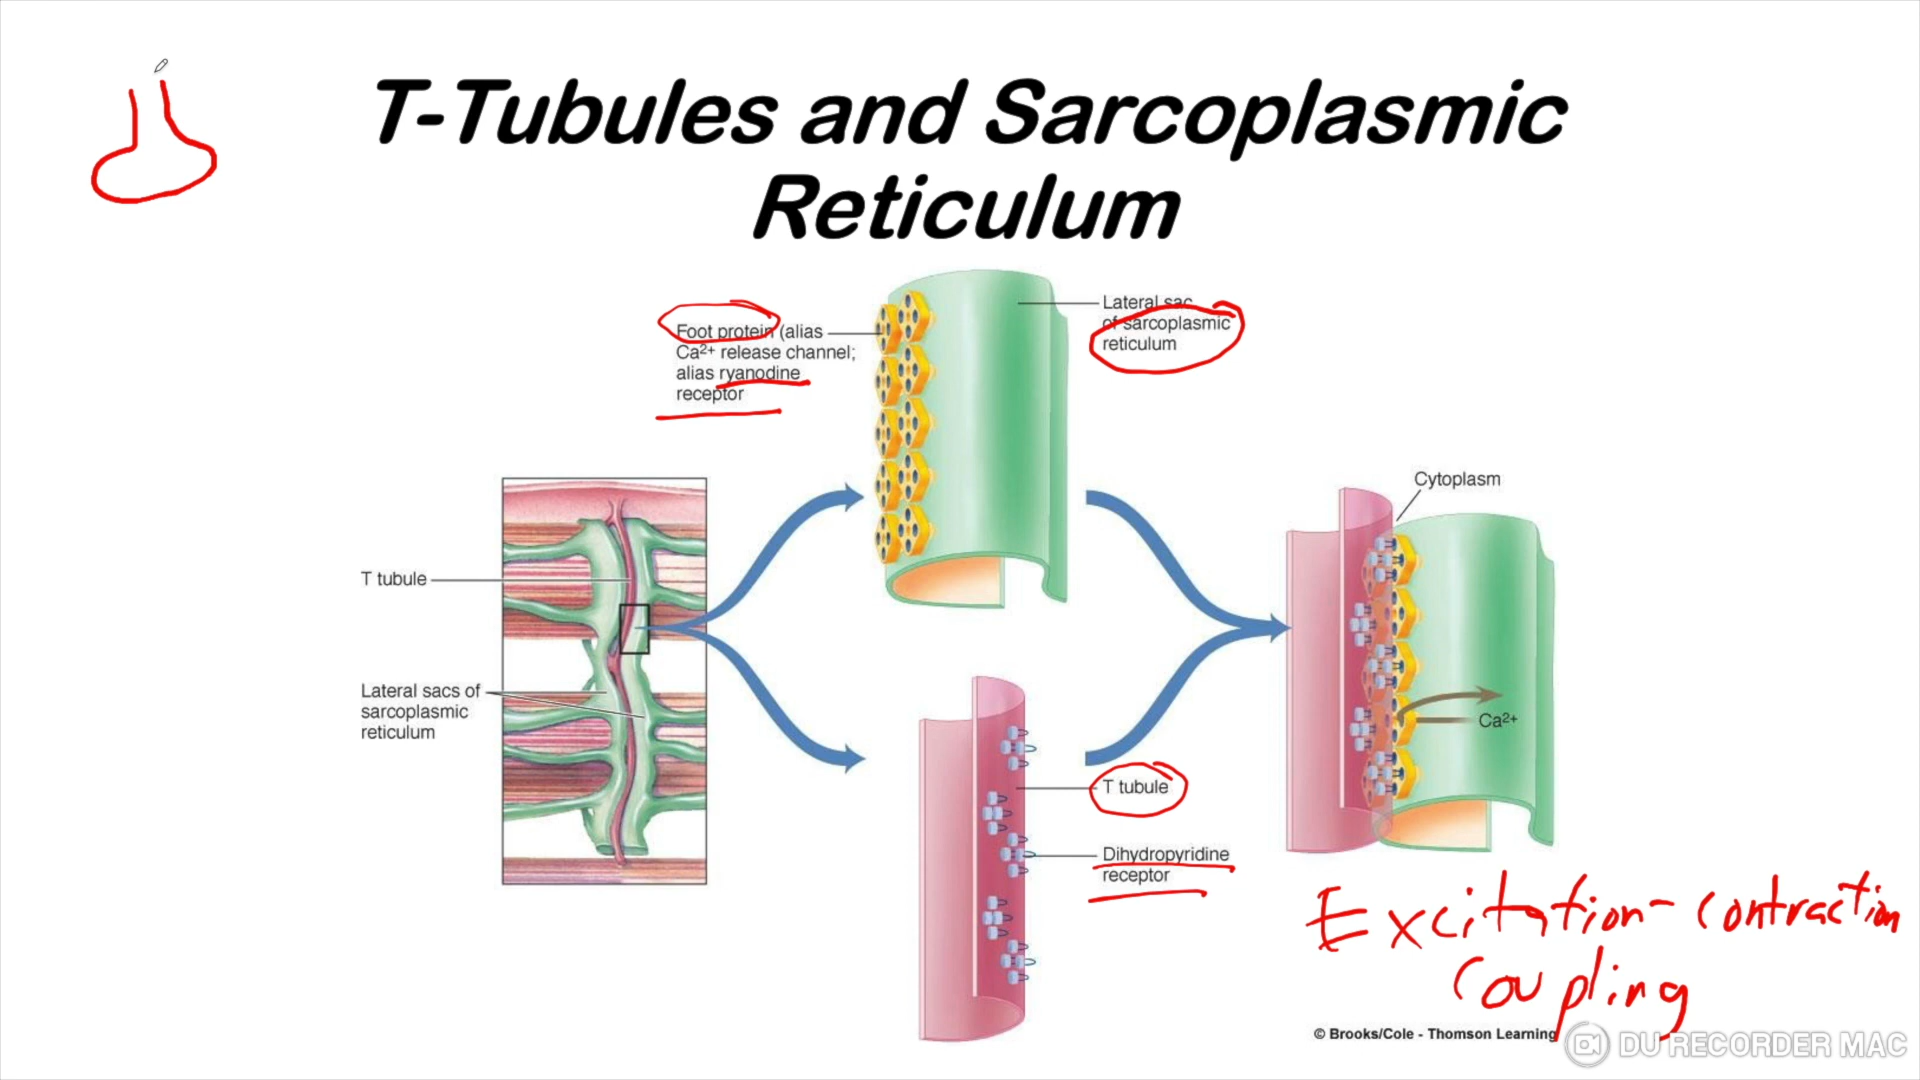 T-Tubules and Sarcoplasmic
Reticulum
Foot protein (alias
Ca2+ release channel;
alias ryanodine
receptor
Lateral sac
of sarcoplasmic
reticulum
Cytoplasm
T tubule
Lateral sacs of
sarcoplasmic
reticulum
Ca2+
T tubule
Dihydropyridine
receptor
Excitation-contraction
coupling
© Brooks/Cole - Thomson Learning
DU RECORDER MAC